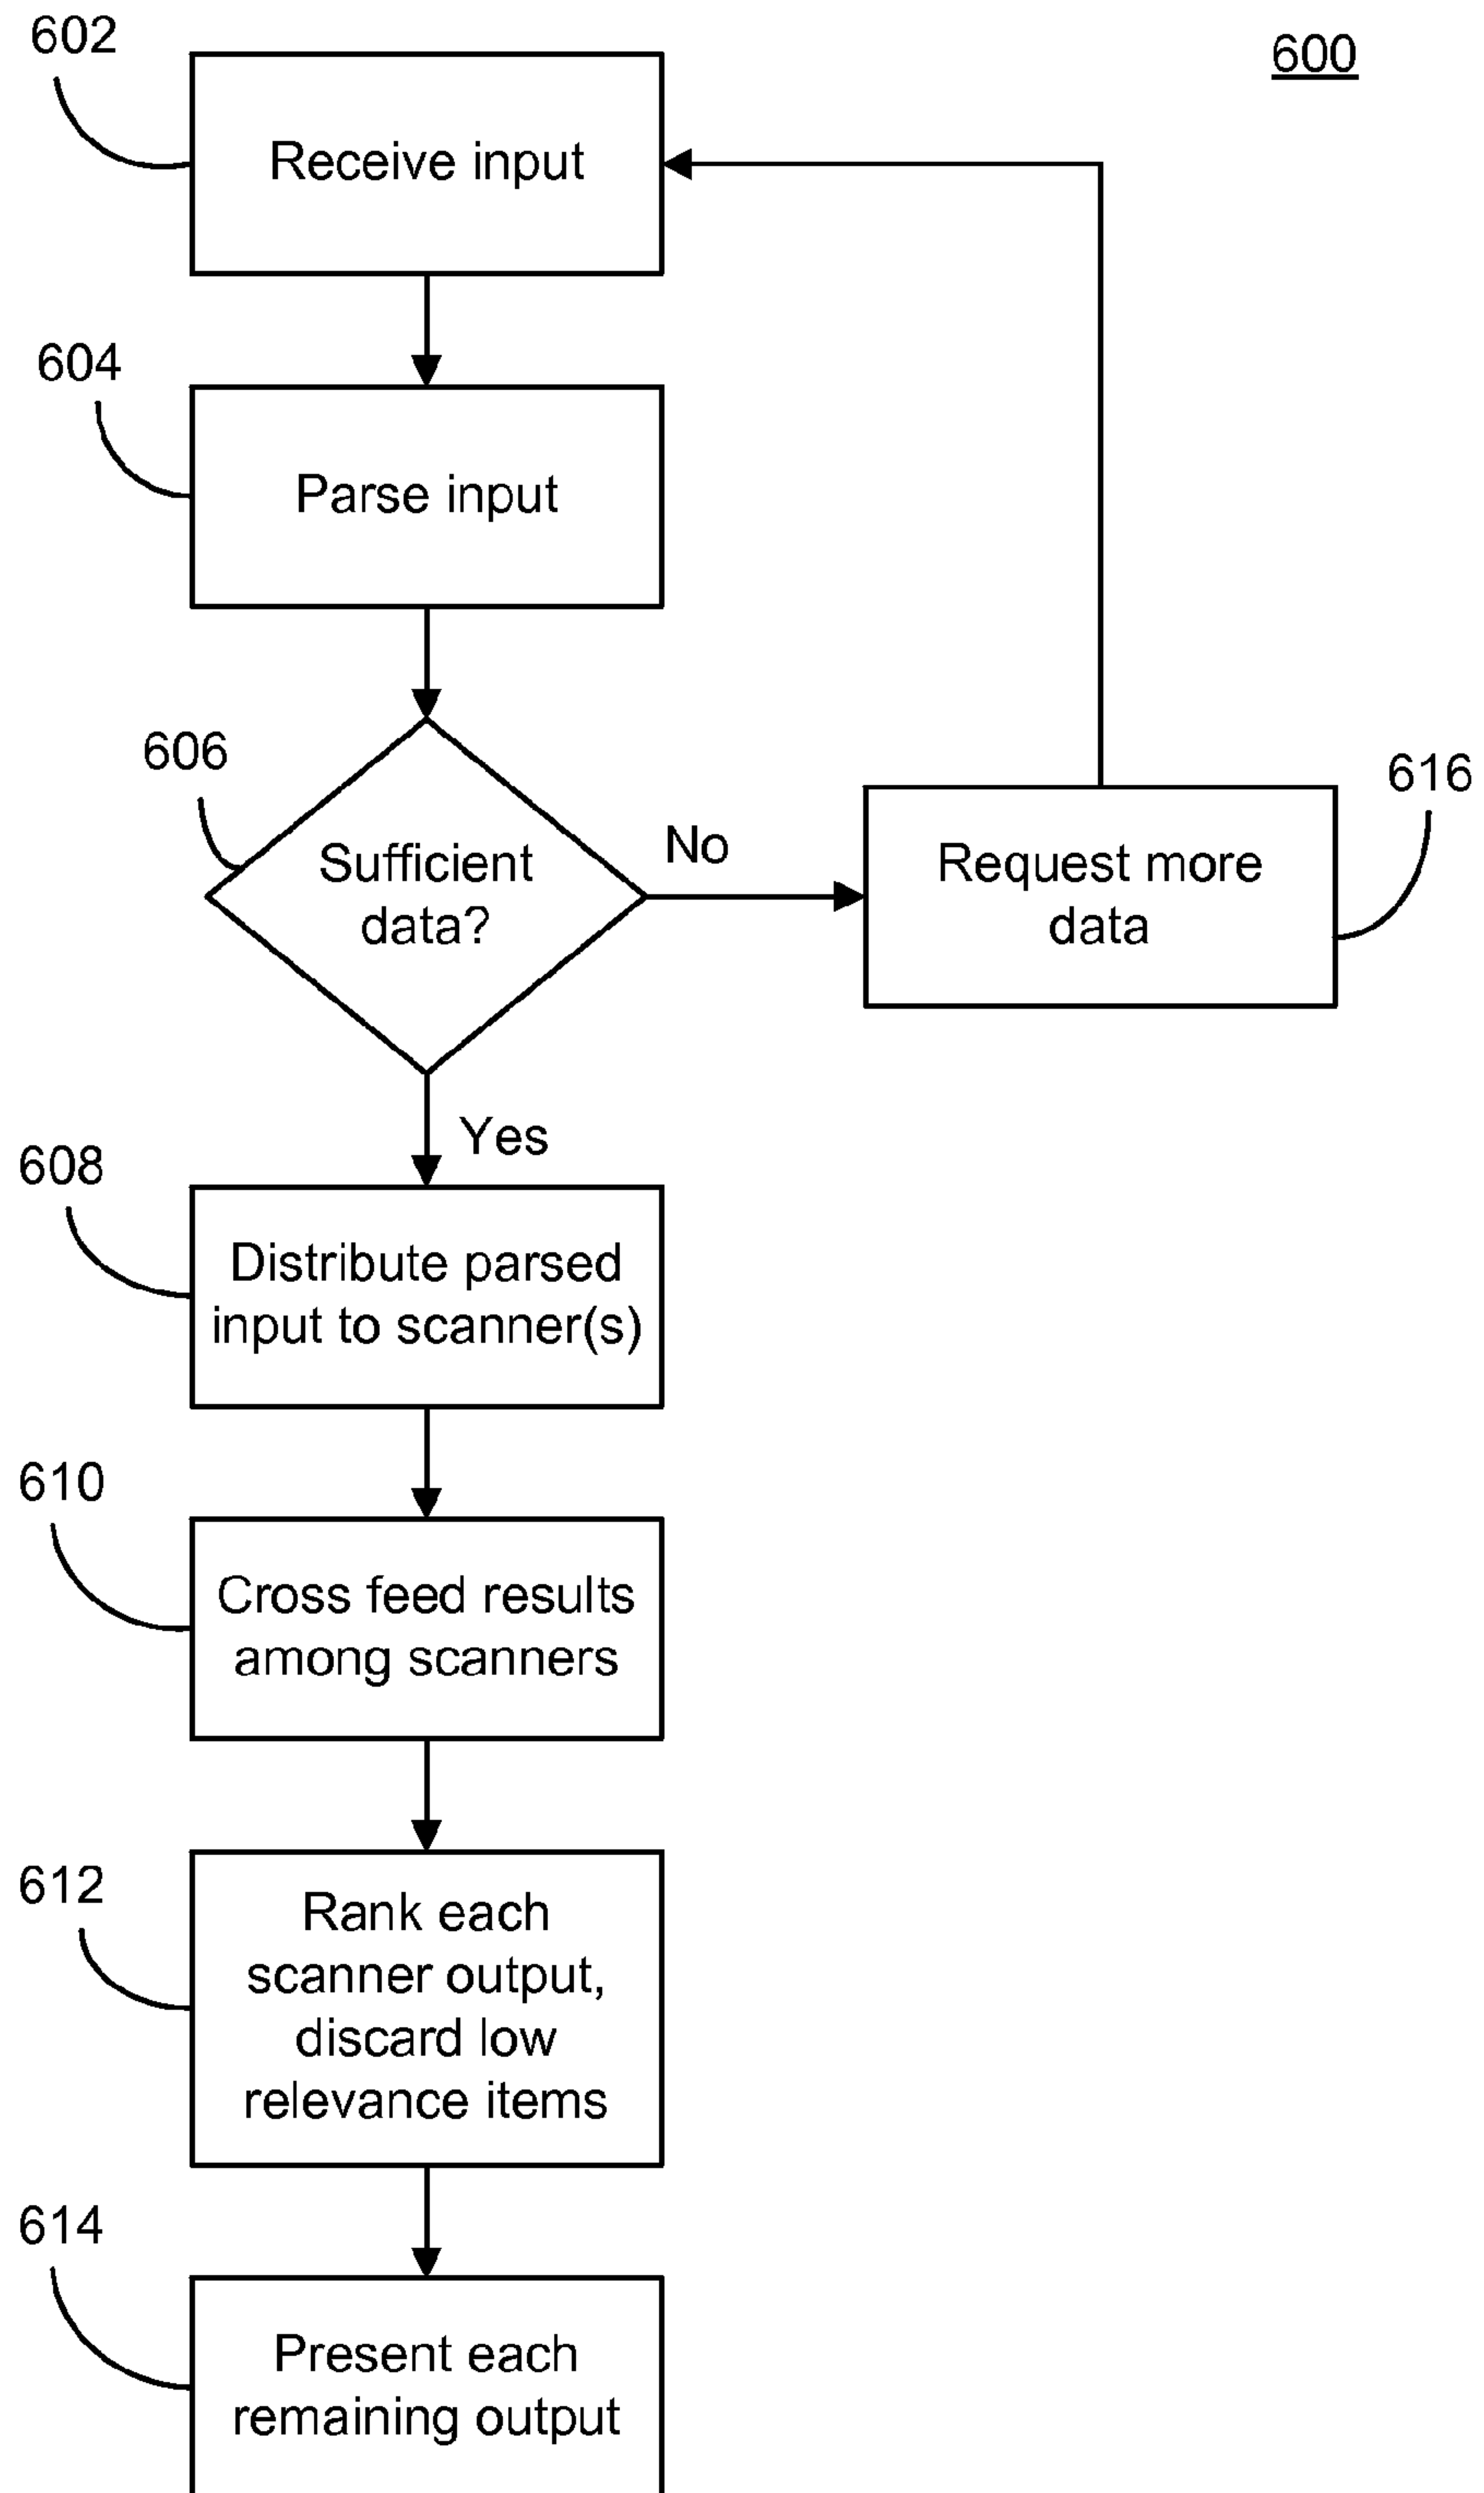 602
600
Receive input
604
Parse input
606
Sufficient
data?
No
616
Request more
data
Yes
608
Distribute parsed
input to scanner(s)
610
Cross feed results
among scanners
612
Rank each
scanner output,
discard low
relevance items
614
Present each
remaining output